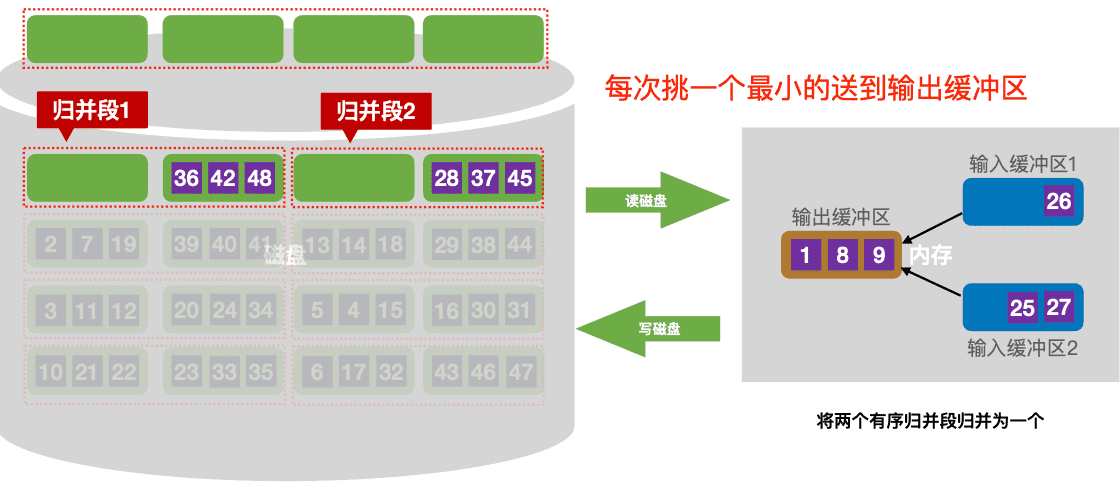 每次挑一个最小的送到输出缓冲区
归并段1
归并段2
36 42 48
28 37 45
2 7 19
39 40 41
13 14 18
29 38 44
磁盘
3 11 12
20 24 34
5 4 15
16 30 31
10 21 22
23 33 35
6 17 32
43 46 47
读磁盘
写磁盘
输入缓冲区1
26
输出缓冲区
1 8 9
内存
25 27
输入缓冲区2
将两个有序归并段归并为一个